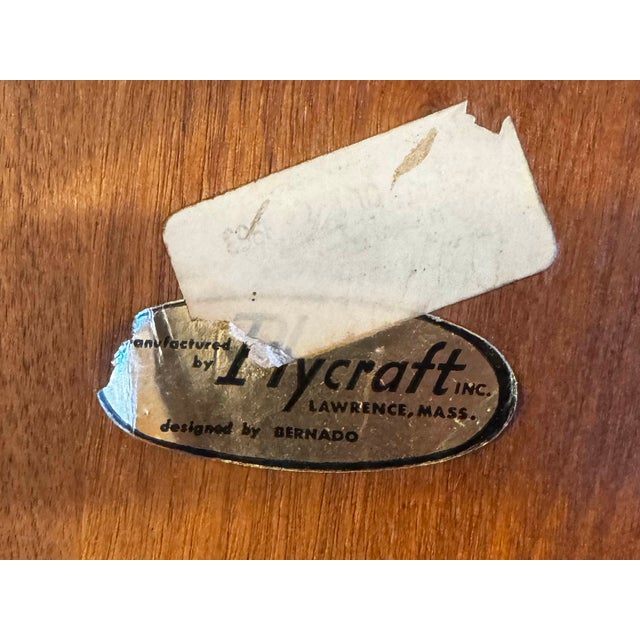 anufactured
by Plycraft INC.
LAWRENCE, MASS.
designed by BERNADO